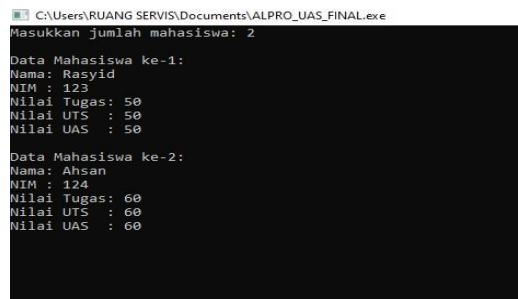 C:\Users\RUANG SERVIS\Documents\ALPRO_UAS_FINAL.exe
Masukkan jumlah mahasiswa: 2
Data Mahasiswa ke-1:
Nama: Rasyid
NIM : 123
Nilai Tugas: 50
Nilai UTS  : 50
Nilai UAS  : 50
Data Mahasiswa ke-2:
Nama: Ahsan
NIM : 124
Nilai Tugas: 60
Nilai UTS  : 60
Nilai UAS  : 60